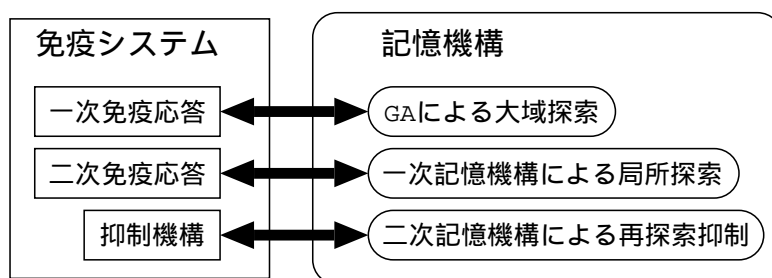 免疫システム
記憶機構
一次免疫応答
GAによる大域探索
二次免疫応答
一次記憶機構による局所探索
抑制機構
二次記憶機構による再探索抑制